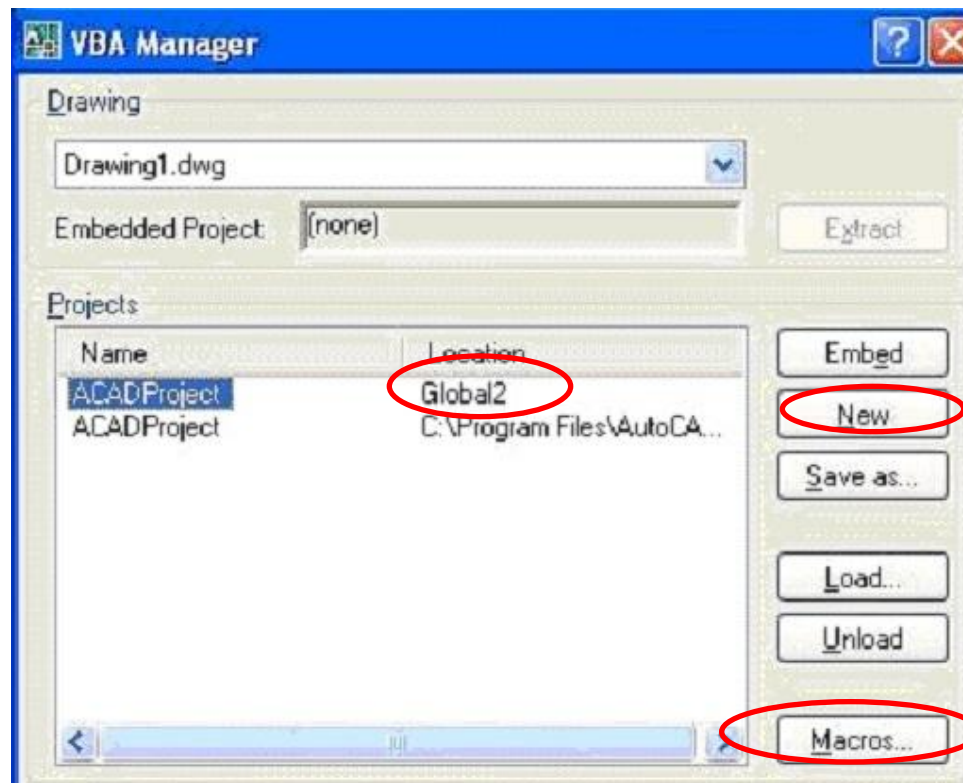 VBA Manager
Drawing
Drawing1.dwg
Embedded Project: (none) Extract
Projects
Name Location
ACADProject Global2
ACADProject C:\Program Files\AutoCA...
Embed
New
Save as...
Load...
Unload
Macros...